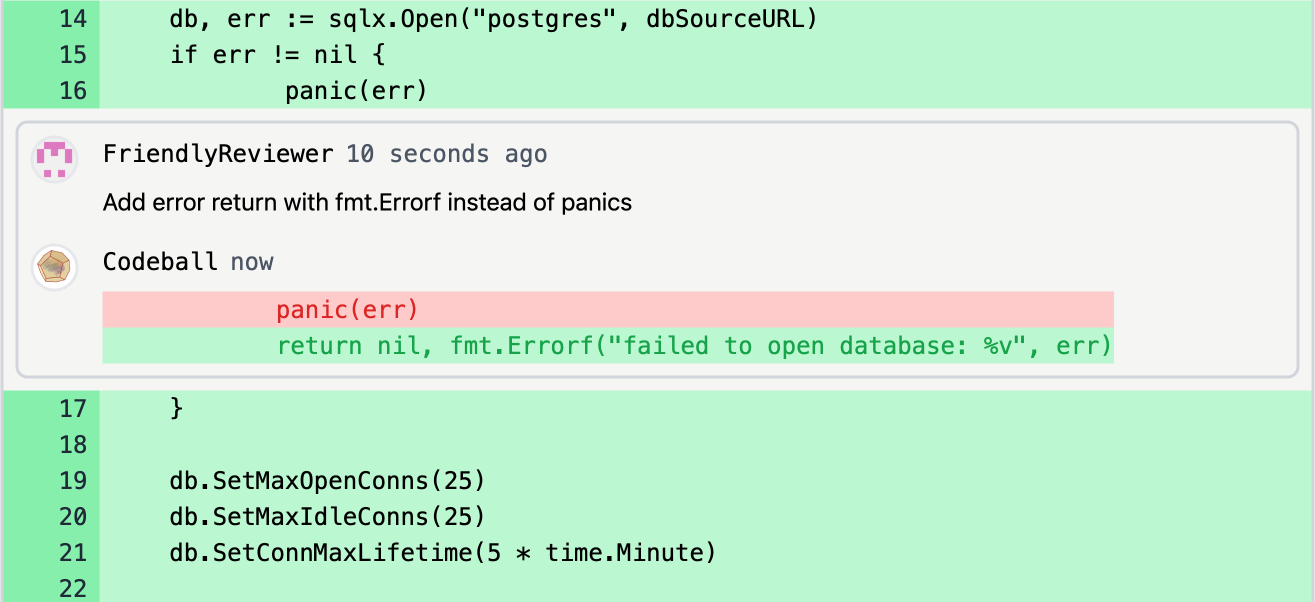 14 db, err := sqlx.Open("postgres", dbSourceURL)
15 if err != nil {
16 panic(err)
FriendlyReviewer 10 seconds ago
Add error return with fmt.Errorf instead of panics
Codeball now
panic(err)
return nil, fmt.Errorf("failed to open database: %v", err)
17 }
18
19 db.SetMaxOpenConns(25)
20 db.SetMaxIdleConns(25)
21 db.SetConnMaxLifetime(5 * time.Minute)
22